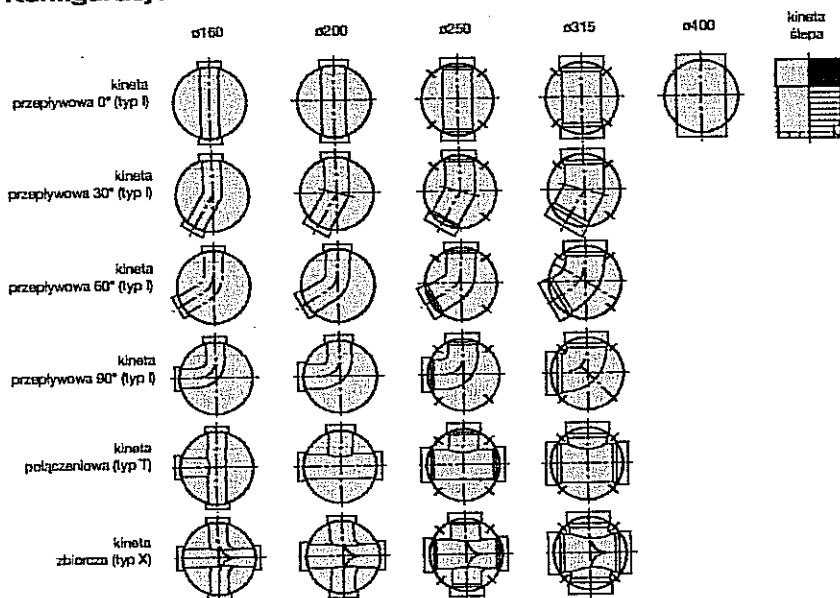 ø160 ø200 ø250 ø315 ø400 kineta
ślepa
kineta
przepływowa 0° (typ I)
kineta
przepływowa 30° (typ I)
kineta
przepływowa 60° (typ I)
kineta
przepływowa 90° (typ I)
kineta
połączeniowa (typ T)
kineta
zbiorcza (typ X)